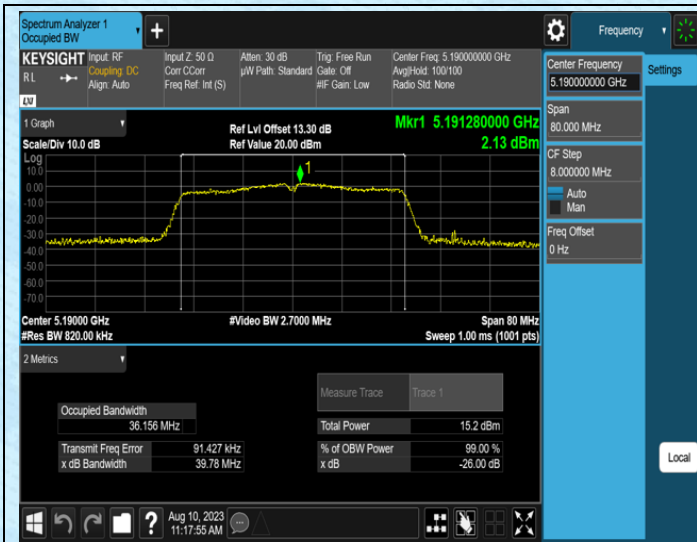 Spectrum Analyzer 1
Occupied BW
Frequency
KEYSIGHT
RL
LXI
Input: RF
Coupling: DC
Align: Auto
Input Z: 50 Ω
Corr CCorr
Freq Ref: Int (S)
Atten: 30 dB
µW Path: Standard
Trig: Free Run
Gate: Off
#IF Gain: Low
Center Freq: 5.190000000 GHz
Avg|Hold: 100/100
Radio Std: None
Center Frequency
5.190000000 GHz
Settings
Span
80.000 MHz
CF Step
8.000000 MHz
Auto
Man
Freq Offset
0 Hz
Local
1 Graph
Scale/Div 10.0 dB
Ref Lvl Offset 13.30 dB
Ref Value 20.00 dBm
Mkr1 5.191280000 GHz
2.13 dBm
Log
10.0
0.00
-10.0
-20.0
-30.0
-40.0
-50.0
-60.0
-70.0
1
Center 5.19000 GHz
#Res BW 820.00 kHz
#Video BW 2.7000 MHz
Span 80 MHz
Sweep 1.00 ms (1001 pts)
2 Metrics
Measure Trace
Trace 1
Occupied Bandwidth
36.156 MHz
Total Power
15.2 dBm
Transmit Freq Error
91.427 kHz
% of OBW Power
99.00 %
x dB Bandwidth
39.78 MHz
x dB
-26.00 dB
?
Aug 10, 2023
11:17:55 AM